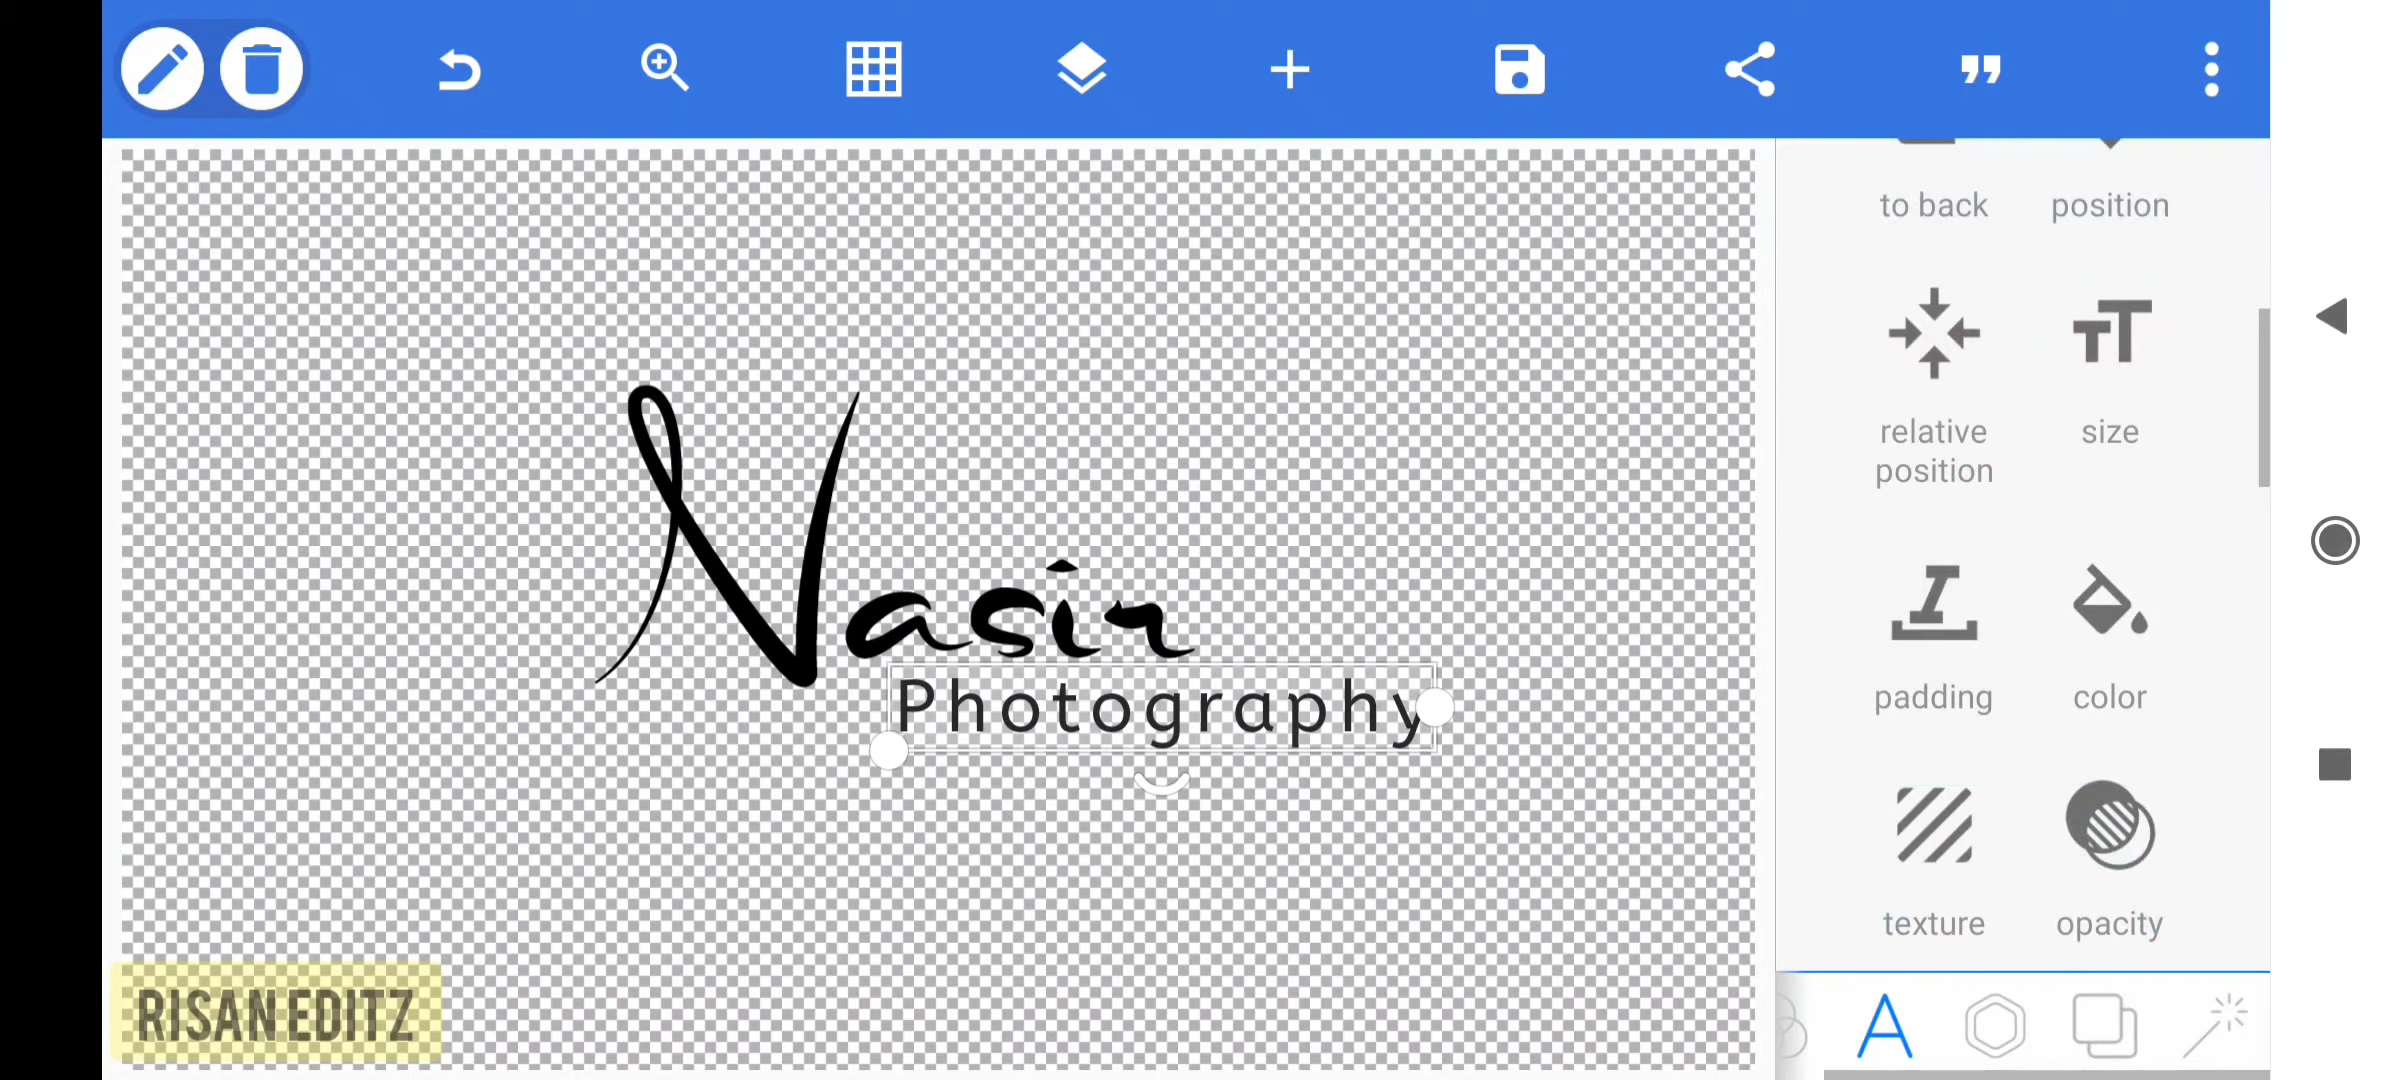 to back
position
relative
position
size
Nasir
Photography
padding
color
texture
opacity
RISAN EDITZ